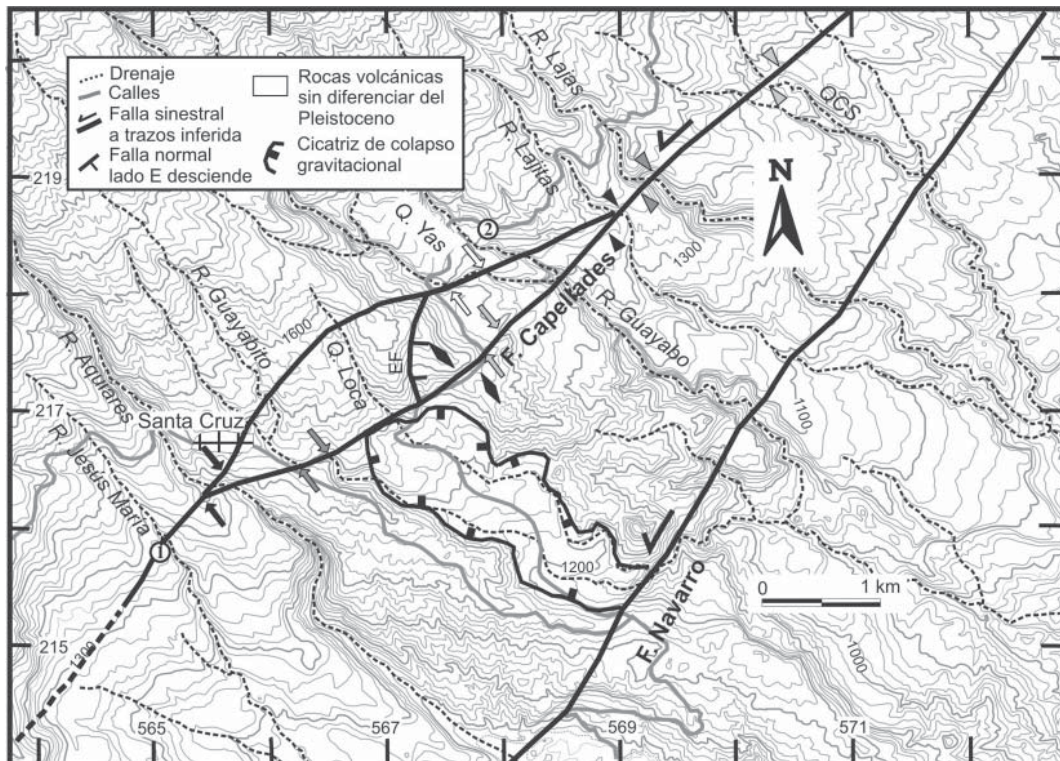 Drenaje
Calles
Falla sinestral
a trazos inferida
Falla normal
lado E desciende
Rocas volcánicas
sin diferenciar del
Pleistoceno
Cicatriz de colapso
gravitacional
R. Lajas
QCS
R. Lajitas
N
219
Q. Yas
2
1300
F. Capellades
R. Guayabo
R. Guayabito
1600
R. Aquiares
Q. Loca
EF
217
1100
Santa Cruz
R. Jesús María
1
1200
0 1 km
F. Navarro
215
1300
1000
565
567
569
571